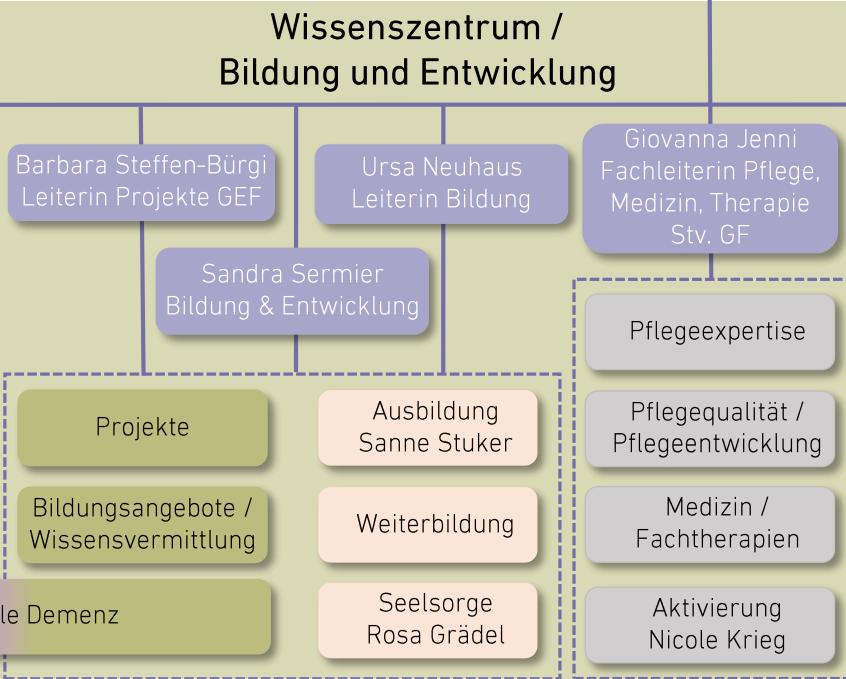 Wissenszentrum /
Bildung und Entwicklung
Barbara Steffen-Bürgi
Leiterin Projekte GEF
Ursa Neuhaus
Leiterin Bildung
Giovanna Jenni
Fachleiterin Pflege,
Medizin, Therapie
Stv. GF
Sandra Sermier
Bildung & Entwicklung
Projekte
Bildungsangebote /
Wissensvermittlung
le Demenz
Ausbildung
Sanne Stuker
Weiterbildung
Seelsorge
Rosa Grädel
Pflegeexpertise
Pflegequalität /
Pflegeentwicklung
Medizin /
Fachtherapien
Aktivierung
Nicole Krieg